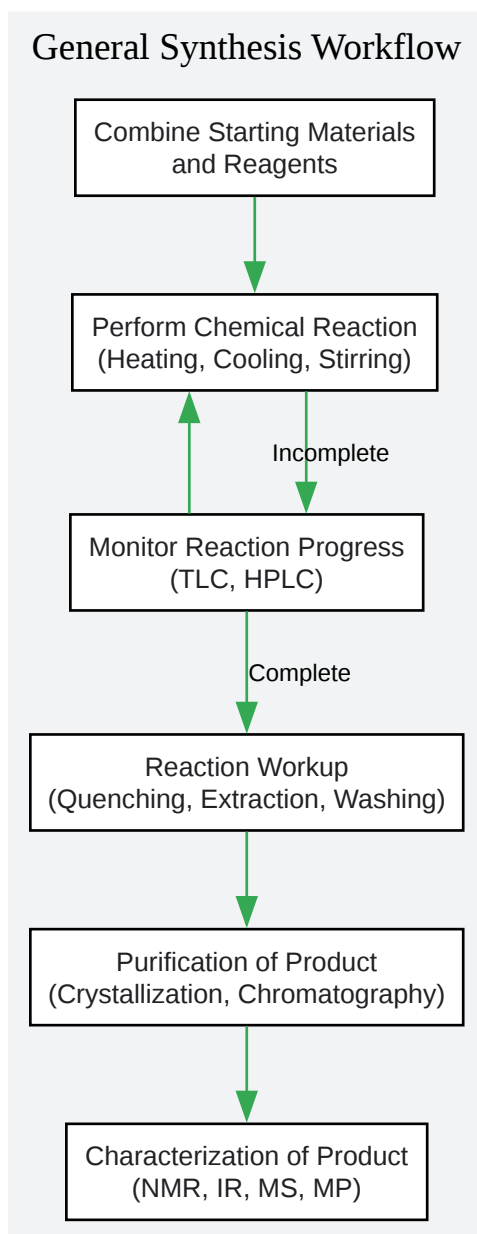 General Synthesis Workflow
Combine Starting Materials
and Reagents
Perform Chemical Reaction
(Heating, Cooling, Stirring)
Incomplete
Monitor Reaction Progress
(TLC, HPLC)
Complete
Reaction Workup
(Quenching, Extraction, Washing)
Purification of Product
(Crystallization, Chromatography)
Characterization of Product
(NMR, IR, MS, MP)